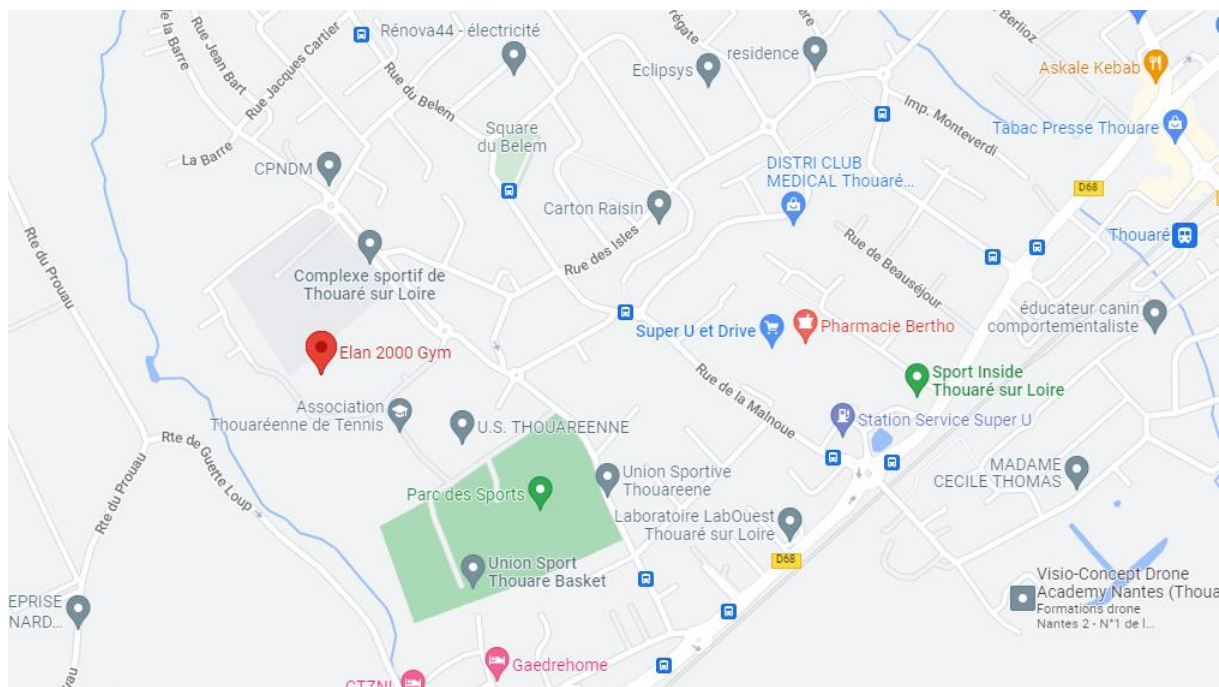 de la Barre
Rue Jean Bart
Rue Jacques Cartier
Rénova44 - électricité
Rue du Belem
Eclipsys
residence
Berlioz
Askale Kebab
Imp. Monteverdi
Tabac Presse Thouare
La Barre
CPNDM
Square
du Belem
DISTRI CLUB
MEDICAL Thouaré...
D68
Carton Raisin
Rue des Isles
Rue de Beauséjour
Thouaré
Rte du Prouau
Complexe sportif de
Thouaré sur Loire
éducateur canin
comportementaliste
Super U et Drive
Pharmacie Bertho
Elan 2000 Gym
Sport Inside
Thouaré sur Loire
Rue de la Malnoue
Association
Thouaréenne de Tennis
U.S. THOUAREENNE
Station Service Super U
Rte de Guerte Loup
Rte du Prouau
Parc des Sports
Union Sportive
Thouareene
MADAME
CECILE THOMAS
Laboratoire LabOuest
Thouaré sur Loire
D68
Union Sport
Thouare Basket
Visio-Concept Drone
Academy Nantes (Thoua
Formations drone
Nantes 2 - N°1 de l...
EPRISE
NARD...
Gaedrehome
CTZNL